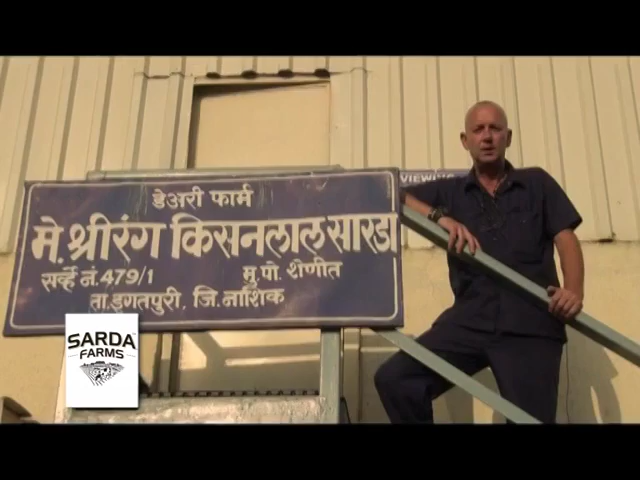 डेअरी फार्म
मे. श्रीरंग किसनलाल सारडा
सर्व्हे नं. 479/1 मु. पो. शेणीत
ता. इगतपुरी. जि. नाशिक
VIEWING
SARDA
FARMS